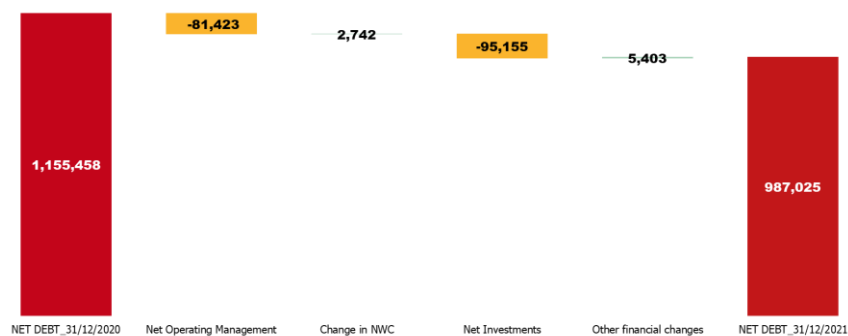 -81,423
2,742
-95,155
5,403
1,155,458
987,025
NET DEBT_31/12/2020
Net Operating Management
Change in NWC
Net Investments
Other financial changes
NET DEBT_31/12/2021